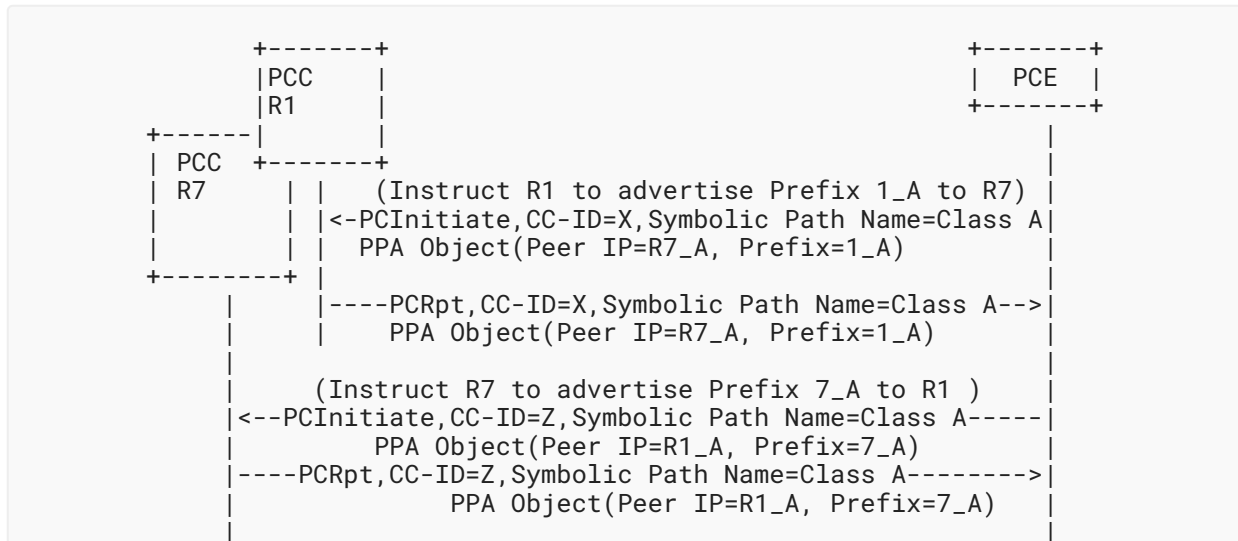 +-------+                                       +-------+
            |PCC    |                                       |  PCE  |
            |R1     |                                       +-------+
     +------|       |                                            |
     | PCC  +-------+                                            |
     | R7      | |   (Instruct R1 to advertise Prefix 1_A to R7) |
     |         | |<-PCInitiate,CC-ID=X,Symbolic Path Name=Class A|
     |         | |  PPA Object(Peer IP=R7_A, Prefix=1_A)         |
     +--------+ |                                                |
          |     |----PCRpt,CC-ID=X,Symbolic Path Name=Class A-->|
          |     |    PPA Object(Peer IP=R7_A, Prefix=1_A)        |
          |                                                      |
          |     (Instruct R7 to advertise Prefix 7_A to R1 )     |
          |<--PCInitiate,CC-ID=Z,Symbolic Path Name=Class A-----|
          |         PPA Object(Peer IP=R1_A, Prefix=7_A)         |
          |----PCRpt,CC-ID=Z,Symbolic Path Name=Class A-------->|
          |              PPA Object(Peer IP=R1_A, Prefix=7_A)    |
          |                                                      |